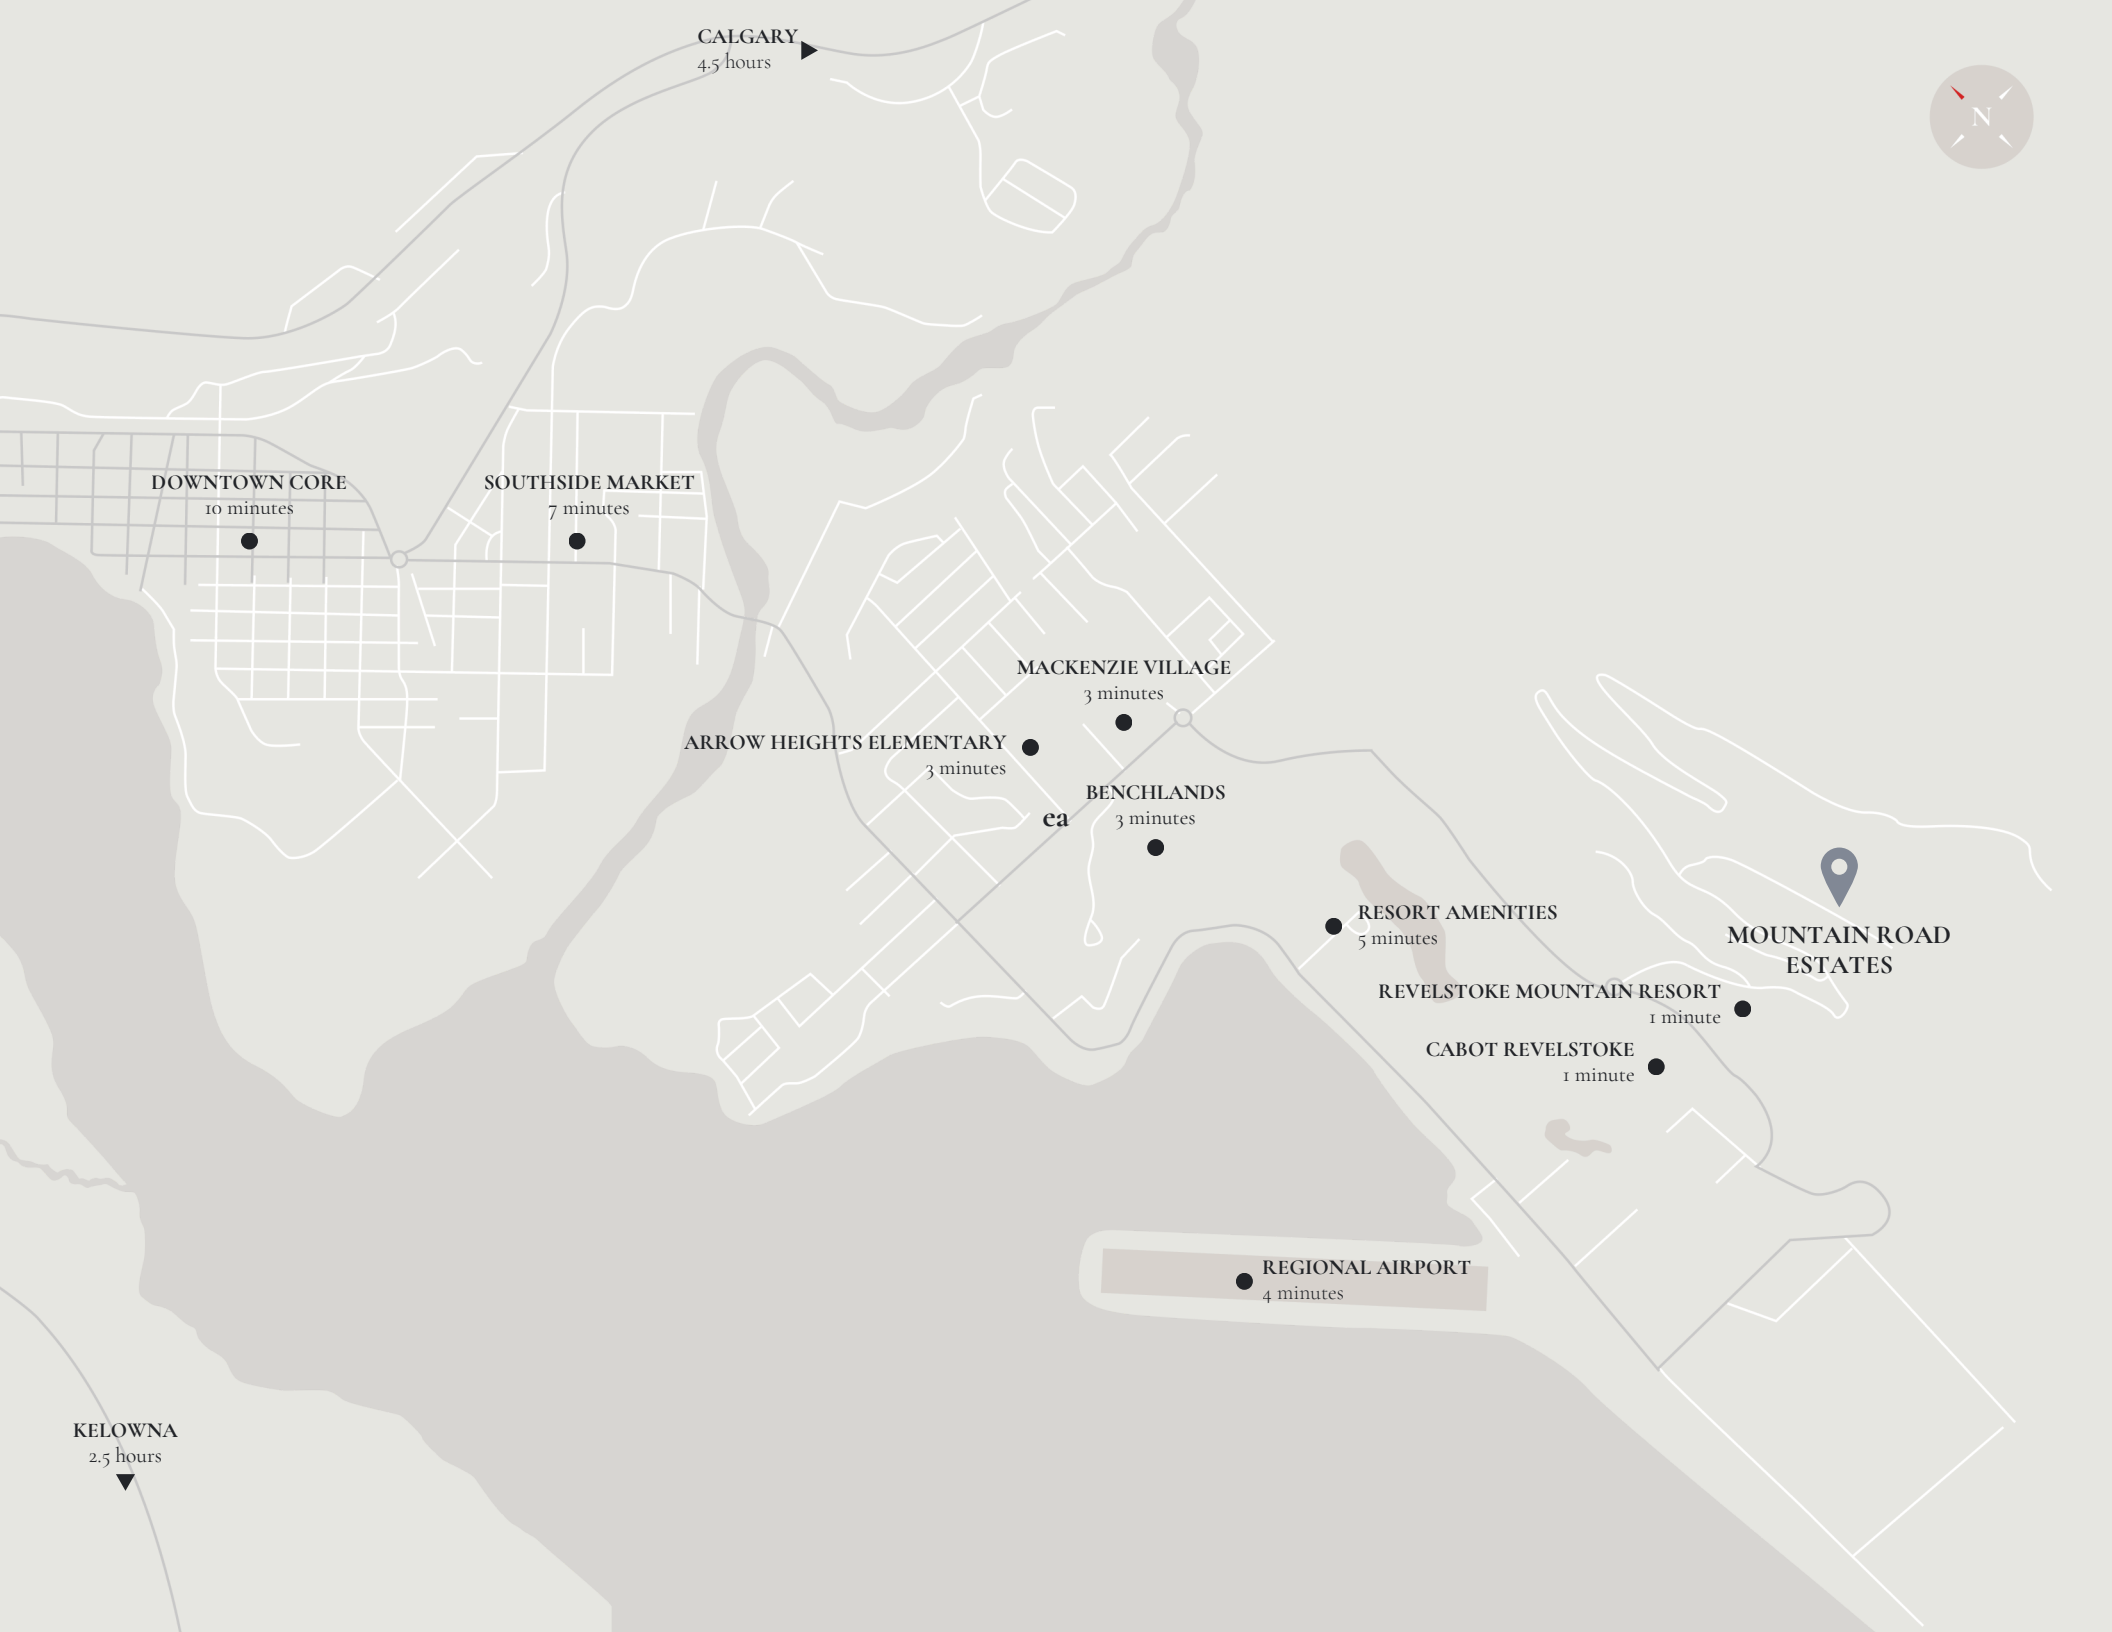 CALGARY
4.5 hours
N
DOWNTOWN CORE
10 minutes
SOUTHSIDE MARKET
7 minutes
MACKENZIE VILLAGE
3 minutes
ARROW HEIGHTS ELEMENTARY
3 minutes
BENCHLANDS
3 minutes
ea
RESORT AMENITIES
5 minutes
MOUNTAIN ROAD
ESTATES
REVELSTOKE MOUNTAIN RESORT
1 minute
CABOT REVELSTOKE
1 minute
REGIONAL AIRPORT
4 minutes
KELOWNA
2.5 hours